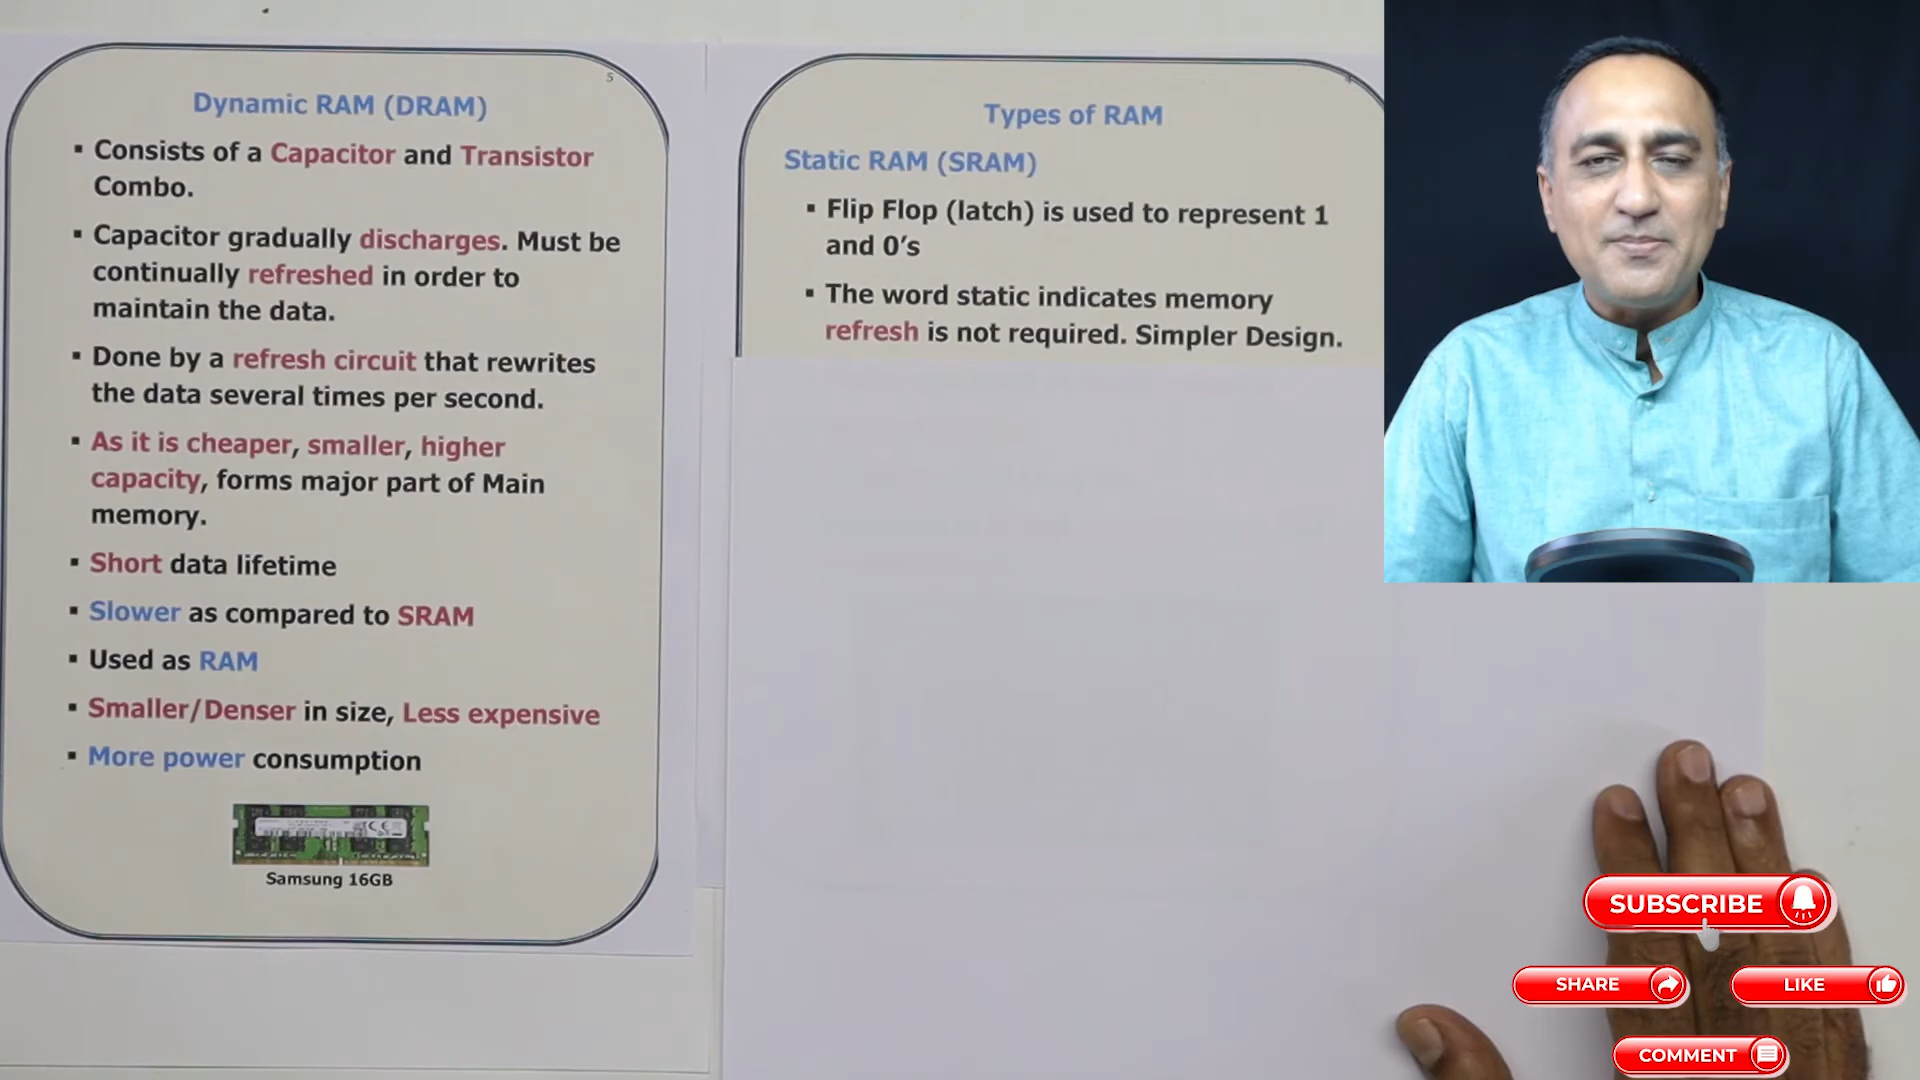 5
Dynamic RAM (DRAM)
▪ Consists of a Capacitor and Transistor
Combo.
▪ Capacitor gradually discharges. Must be
continually refreshed in order to
maintain the data.
▪ Done by a refresh circuit that rewrites
the data several times per second.
▪ As it is cheaper, smaller, higher
capacity, forms major part of Main
memory.
▪ Short data lifetime
▪ Slower as compared to SRAM
▪ Used as RAM
▪ Smaller/Denser in size, Less expensive
▪ More power consumption
Samsung 16GB
4
Types of RAM
Static RAM (SRAM)
▪ Flip Flop (latch) is used to represent 1
and 0's
▪ The word static indicates memory
refresh is not required. Simpler Design.
SUBSCRIBE
SHARE
LIKE
COMMENT